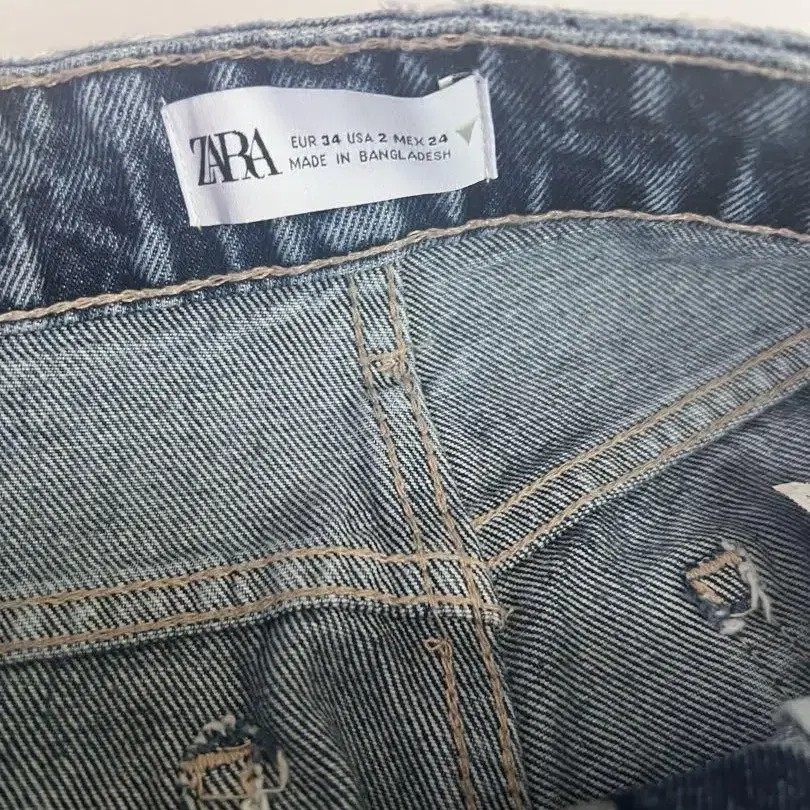 ZARA
EUR 34 USA 2 MEX 24
MADE IN BANGLADESH